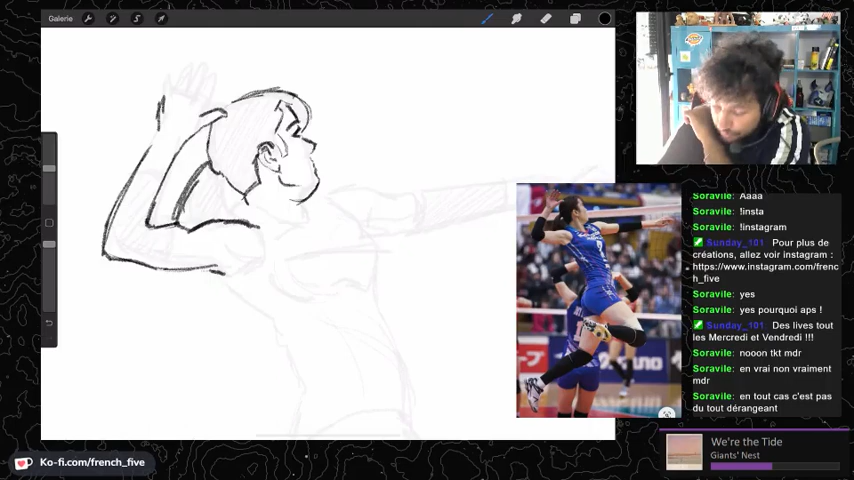 Galerie
Soravile: Aaaa
Soravile: !insta
Soravile: !instagram
Sunday_101: Pour plus de
créations, allez voir instagram :
https://www.instagram.com/frenc
h_five
Soravile: yes
Soravile: yes pourquoi aps !
Sunday_101: Des lives tout
les Mercredi et Vendredi !!!
Soravile: nooon tkt mdr
Soravile: en vrai non vraiment
mdr
Soravile: en tout cas c'est pas
du tout dérangeant
We're the Tide
Giants' Nest
Ko-fi.com/french_five